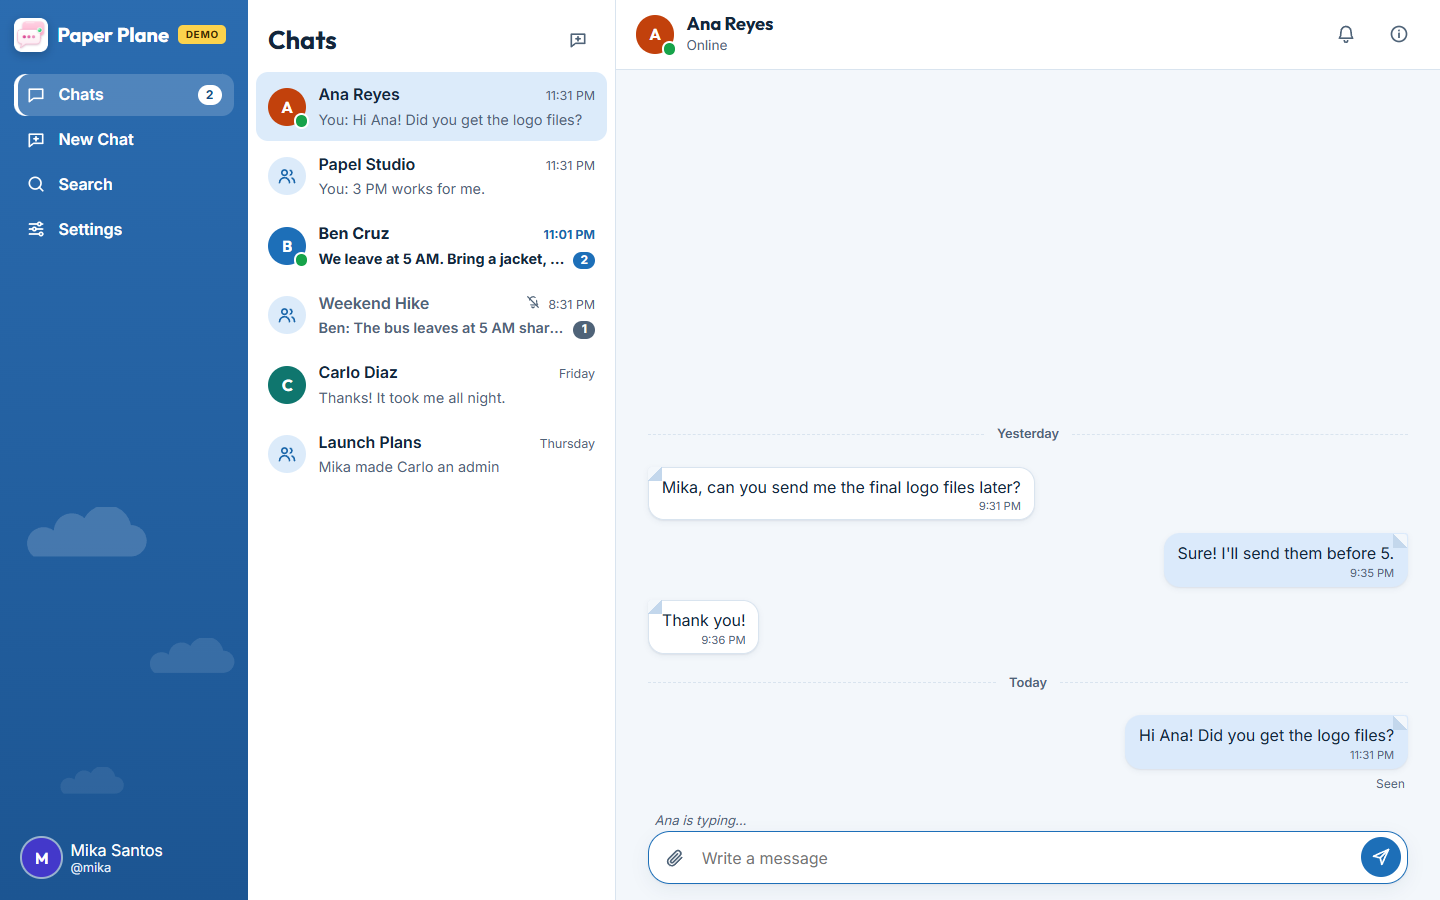 Paper Plane DEMO
Chats 2
New Chat
Search
Settings
M Mika Santos
@mika
Chats
A Ana Reyes 11:31 PM
You: Hi Ana! Did you get the logo files?
Papel Studio 11:31 PM
You: 3 PM works for me.
B Ben Cruz 11:01 PM
We leave at 5 AM. Bring a jacket, ... 2
Weekend Hike 8:31 PM
Ben: The bus leaves at 5 AM shar... 1
C Carlo Diaz Friday
Thanks! It took me all night.
Launch Plans Thursday
Mika made Carlo an admin
A Ana Reyes
Online
Yesterday
Mika, can you send me the final logo files later?
9:31 PM
Sure! I'll send them before 5.
9:35 PM
Thank you!
9:36 PM
Today
Hi Ana! Did you get the logo files?
11:31 PM
Seen
Ana is typing...
Write a message